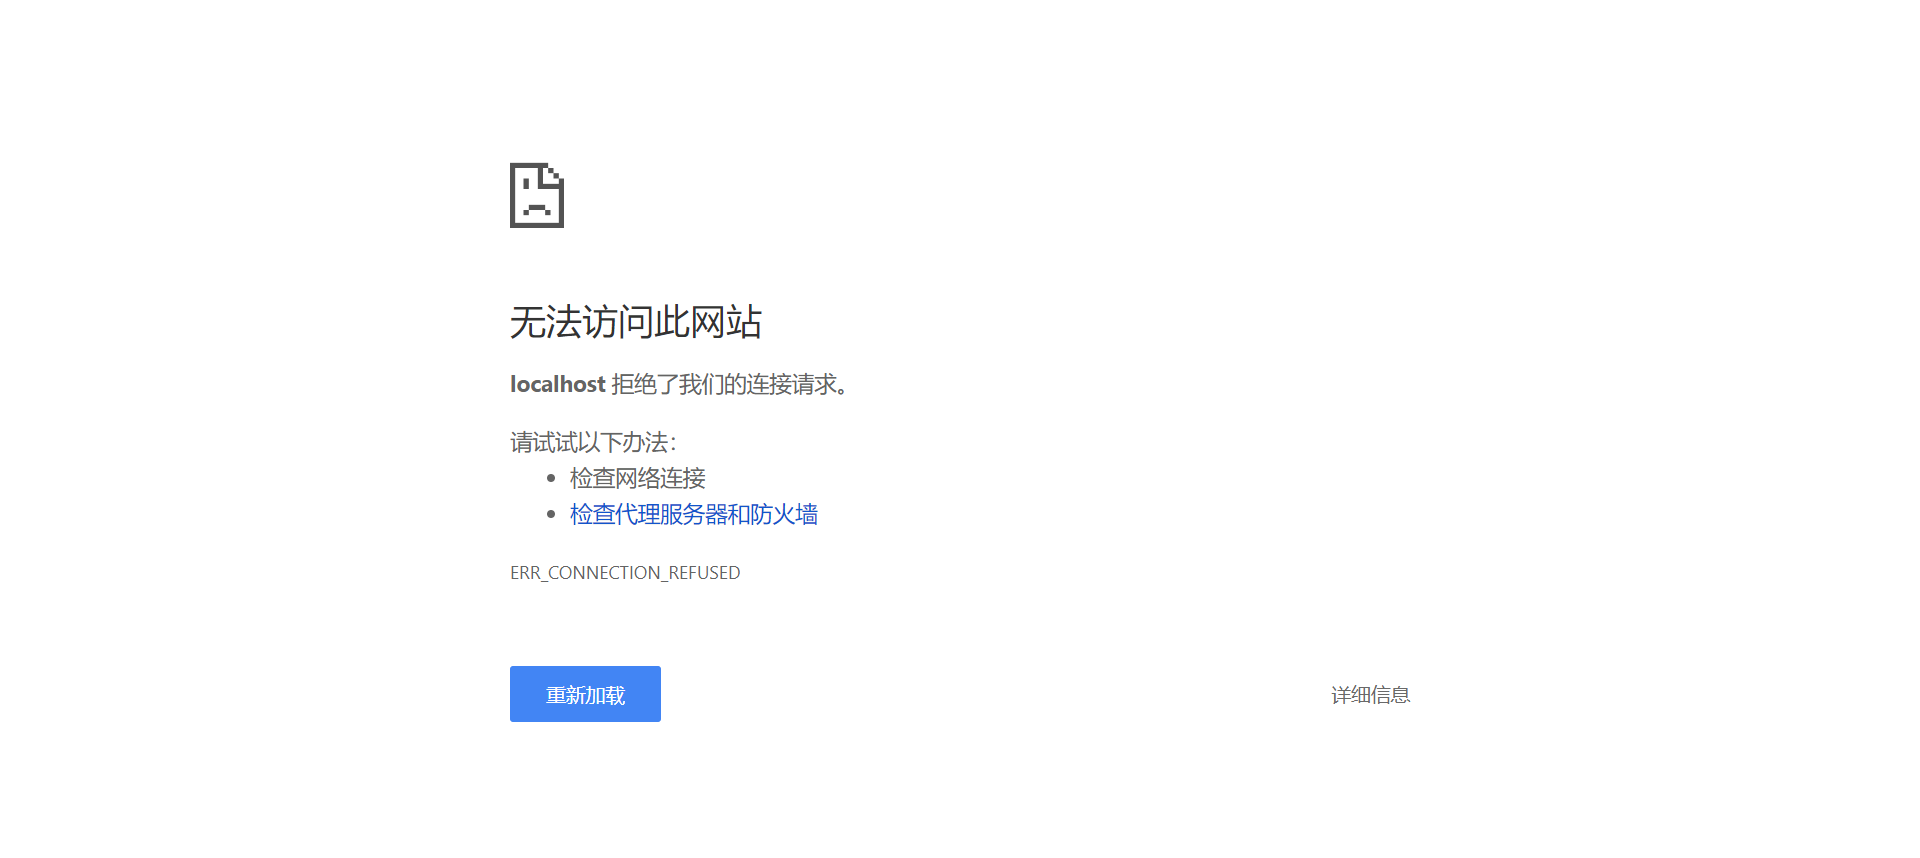 无法访问此网站
localhost 拒绝了我们的连接请求。
请试试以下办法：
检查网络连接
检查代理服务器和防火墙
ERR_CONNECTION_REFUSED
重新加载
详细信息